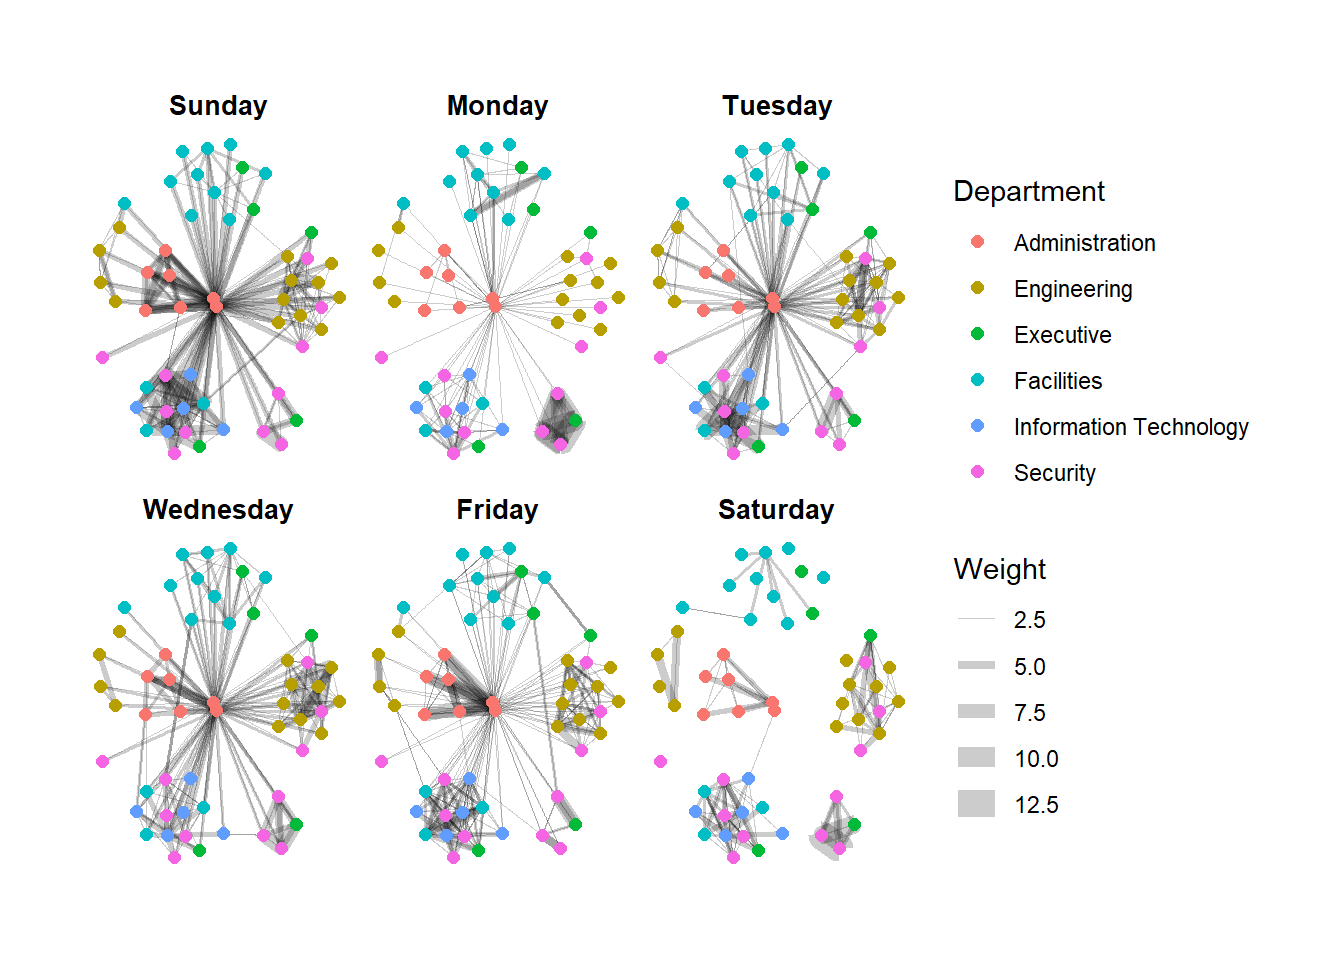 Sunday
Monday
Tuesday
Wednesday
Friday
Saturday
Department
Administration
Engineering
Executive
Facilities
Information Technology
Security
Weight
2.5
5.0
7.5
10.0
12.5